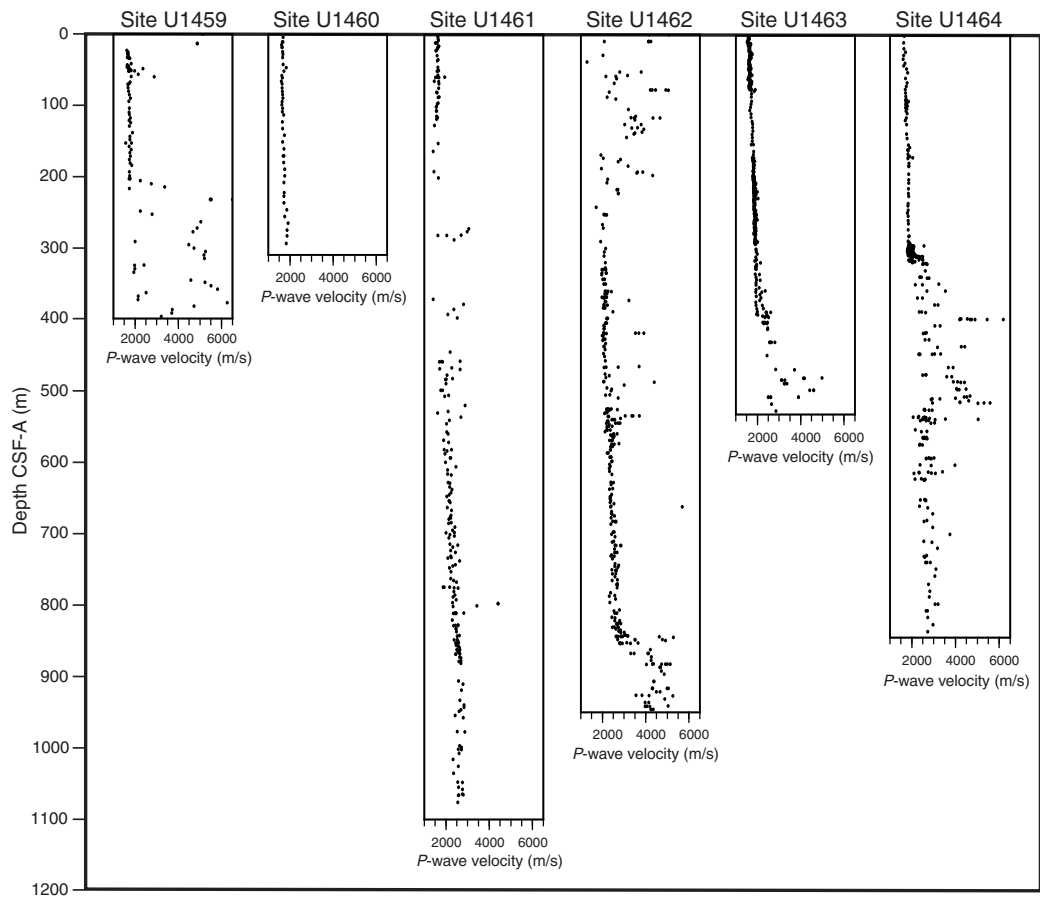 Site U1459 Site U1460 Site U1461 Site U1462 Site U1463 Site U1464
Depth CSF-A (m)
0
100
200
300
400
500
600
700
800
900
1000
1100
1200
2000 4000 6000
P-wave velocity (m/s)
2000 4000 6000
P-wave velocity (m/s)
2000 4000 6000
P-wave velocity (m/s)
2000 4000 6000
P-wave velocity (m/s)
2000 4000 6000
P-wave velocity (m/s)
2000 4000 6000
P-wave velocity (m/s)